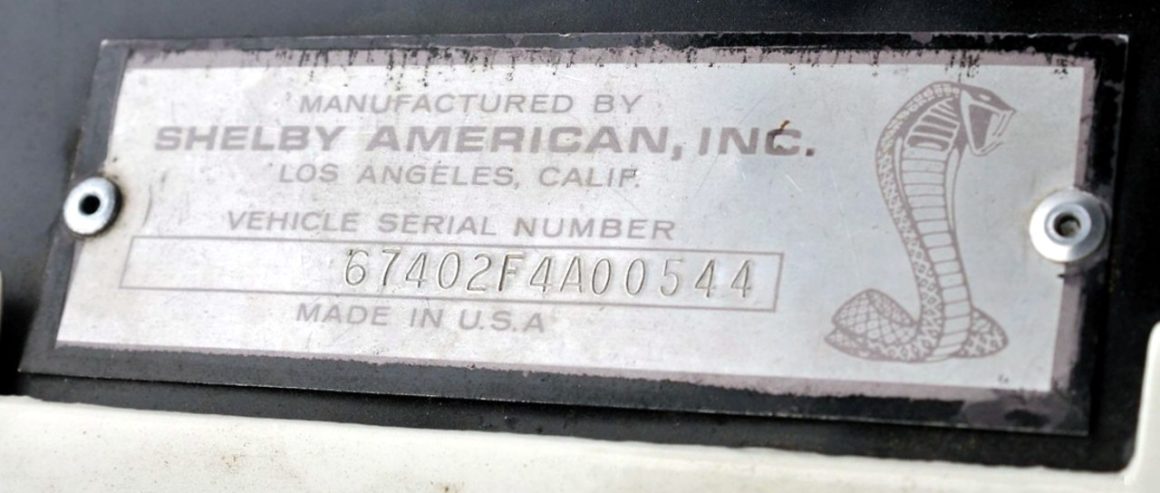 MANUFACTURED BY
SHELBY AMERICAN, INC.
LOS ANGELES, CALIF.
VEHICLE SERIAL NUMBER
67402F4A00544
MADE IN U.S.A